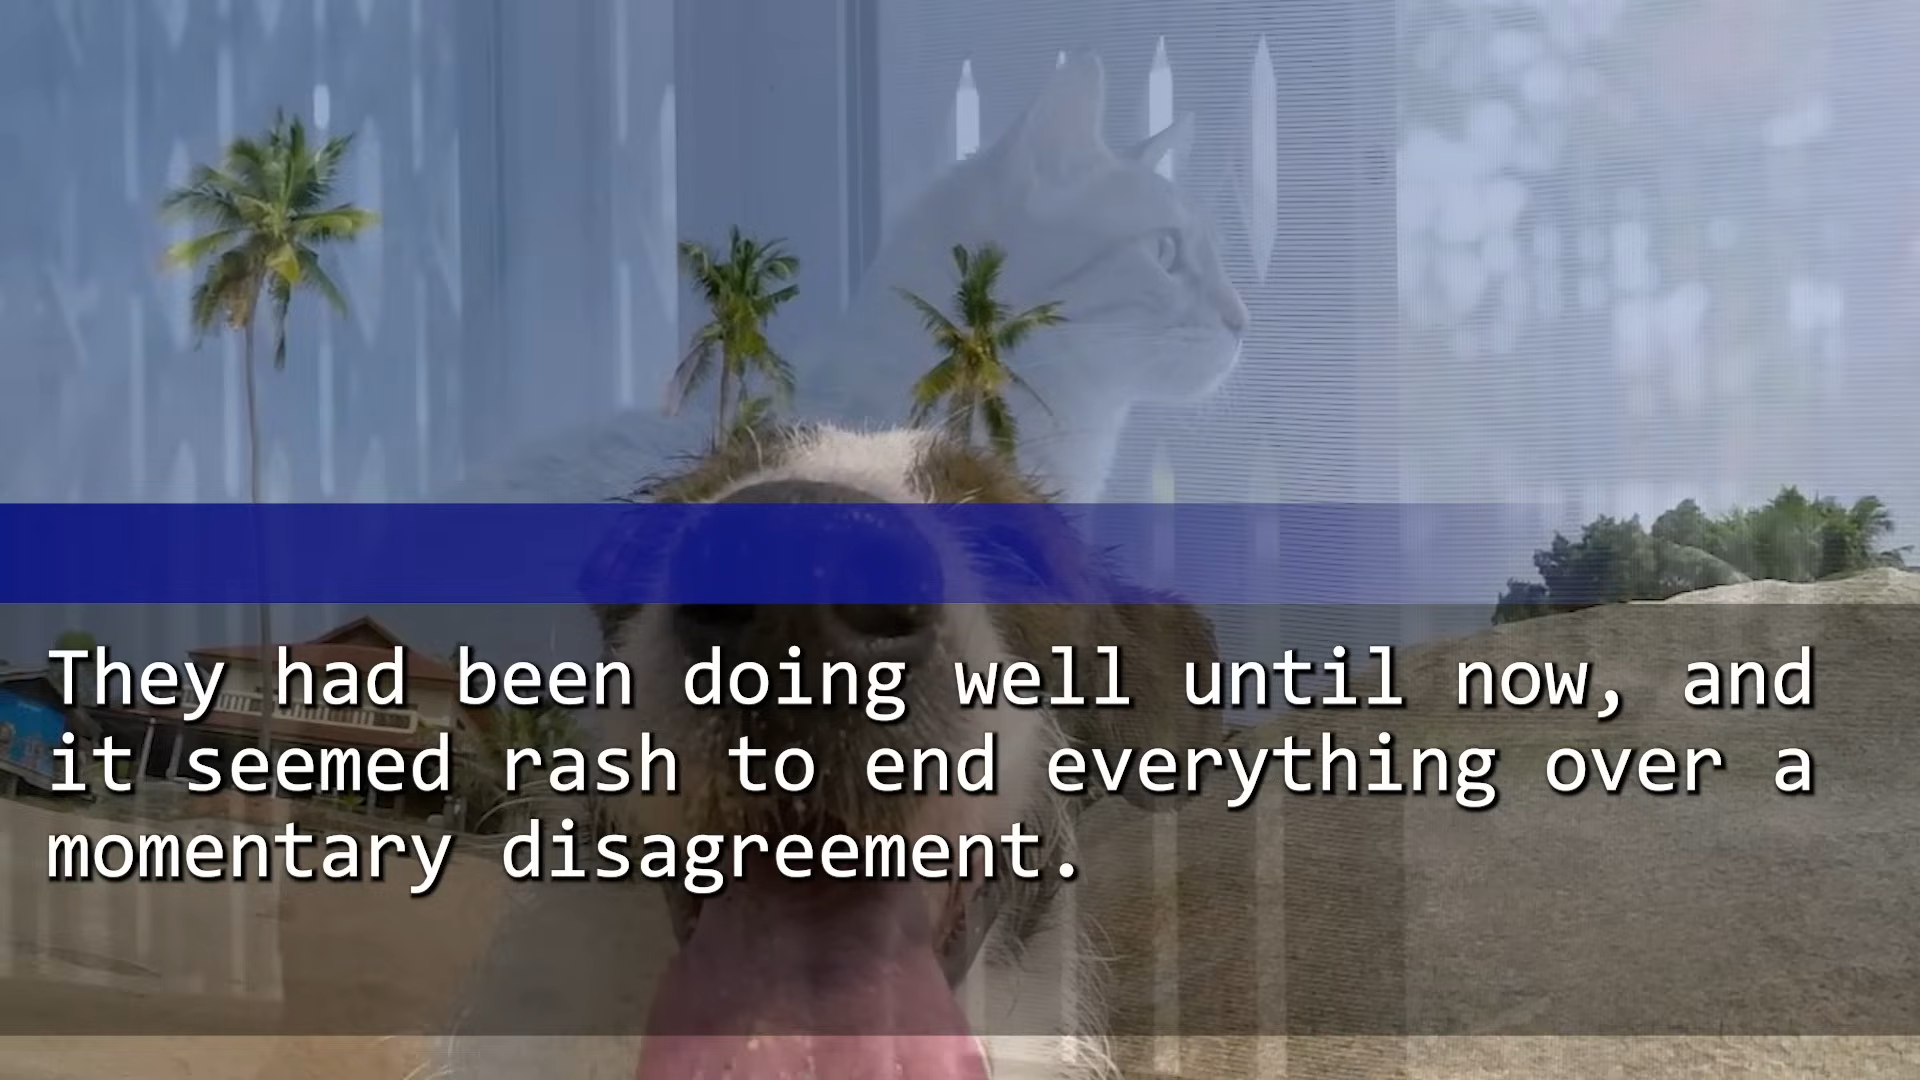 They had been doing well until now, and
it seemed rash to end everything over a
momentary disagreement.